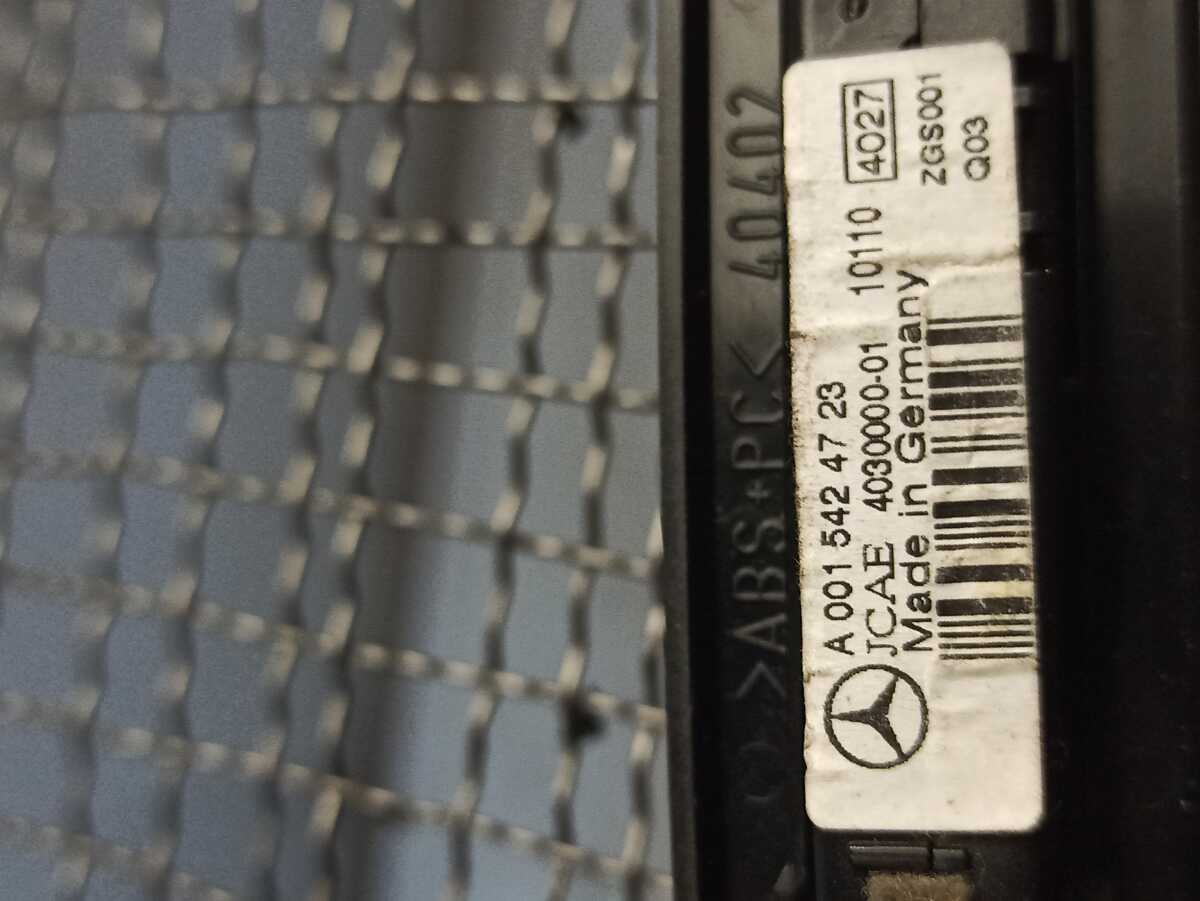 >ABS+PC< 40402
A 001 542 47 23
JCAE 4030000-01 10110 4027
Made in Germany ZGS001
Q03